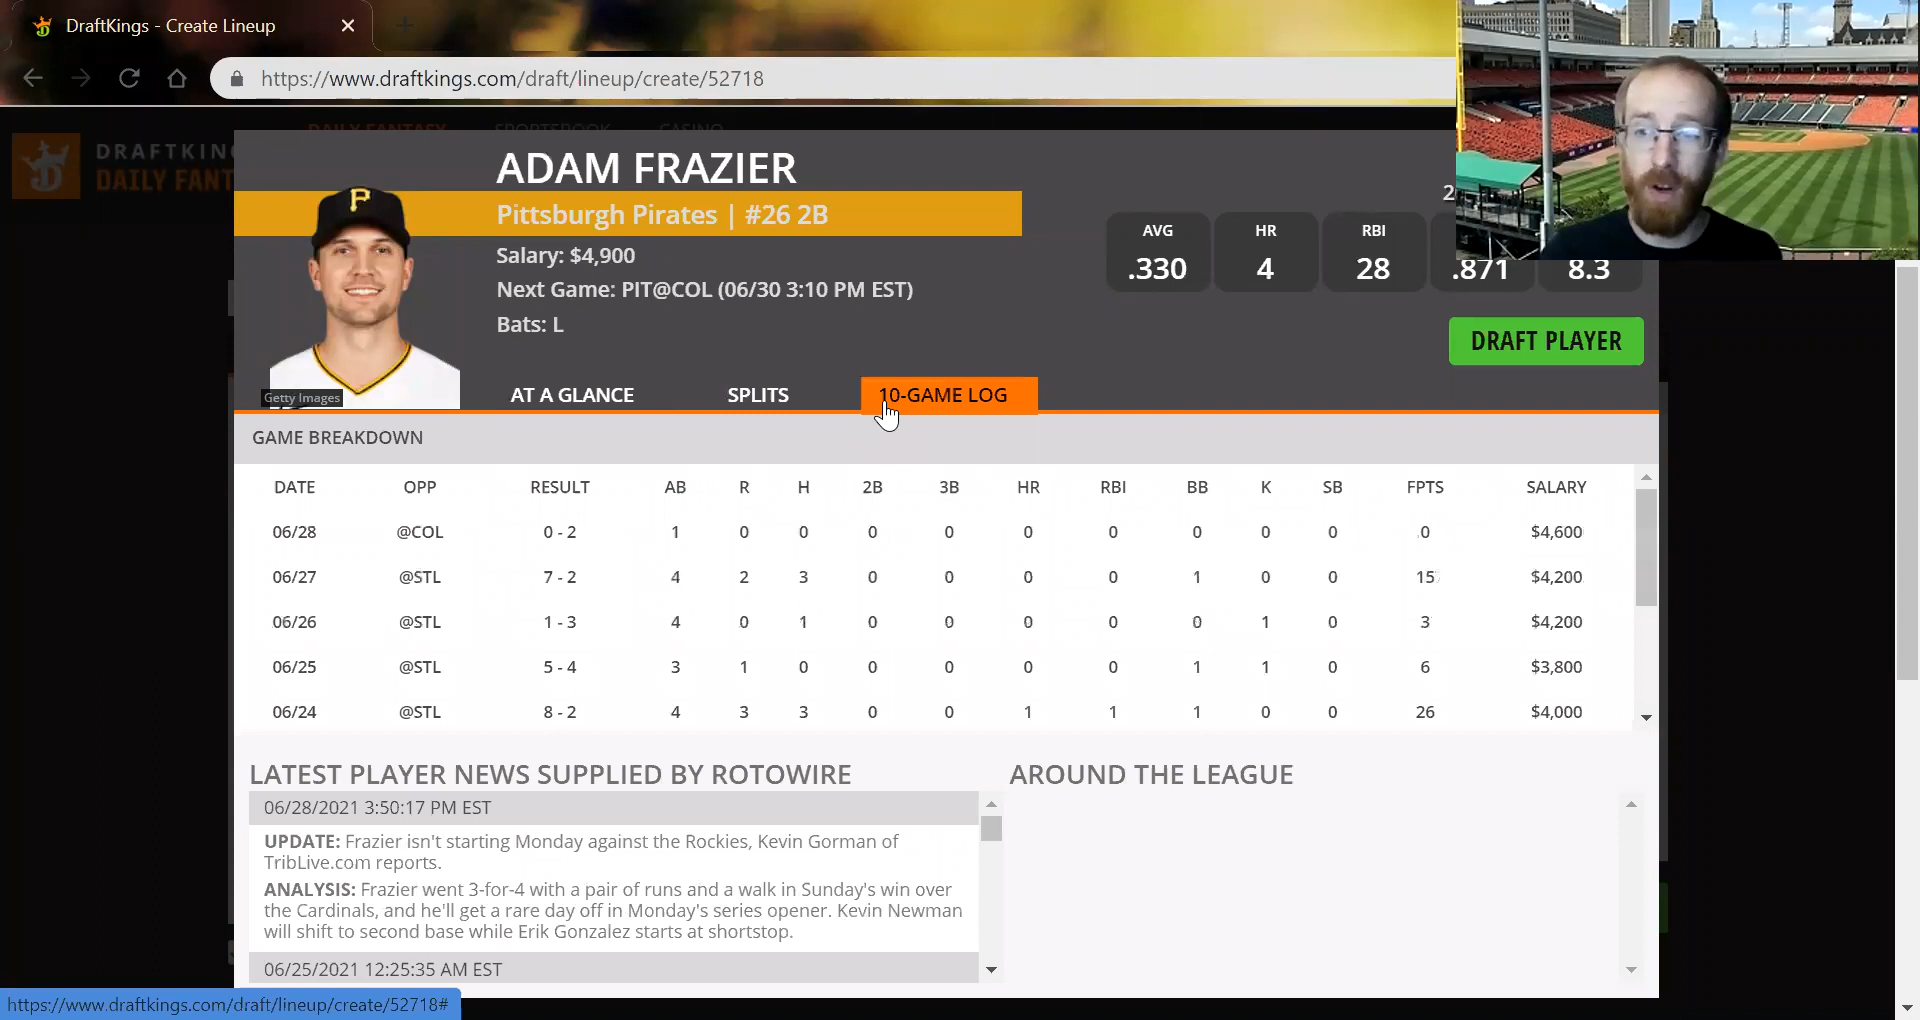 DraftKings - Create Lineup
https://www.draftkings.com/draft/lineup/create/52718
DAILY FANTASY SPORTSBOOK CASINO
ADAM FRAZIER
Pittsburgh Pirates | #26 2B
Salary: $4,900
Next Game: PIT@COL (06/30 3:10 PM EST)
Bats: L
Getty Images
AVG HR RBI
.330 4 28 .871 8.3
DRAFT PLAYER
AT A GLANCE SPLITS 10-GAME LOG
GAME BREAKDOWN
DATE OPP RESULT AB R H 2B 3B HR RBI BB K SB FPTS SALARY
06/28 @COL 0 - 2 1 0 0 0 0 0 0 0 0 0 0 $4,600
06/27 @STL 7 - 2 4 2 3 0 0 0 0 1 0 0 15 $4,200
06/26 @STL 1 - 3 4 0 1 0 0 0 0 0 1 0 3 $4,200
06/25 @STL 5 - 4 3 1 0 0 0 0 0 1 1 0 6 $3,800
06/24 @STL 8 - 2 4 3 3 0 0 1 1 1 0 0 26 $4,000
LATEST PLAYER NEWS SUPPLIED BY ROTOWIRE
06/28/2021 3:50:17 PM EST
UPDATE: Frazier isn't starting Monday against the Rockies, Kevin Gorman of
TribLive.com reports.
ANALYSIS: Frazier went 3-for-4 with a pair of runs and a walk in Sunday's win over
the Cardinals, and he'll get a rare day off in Monday's series opener. Kevin Newman
will shift to second base while Erik Gonzalez starts at shortstop.
06/25/2021 12:25:35 AM EST
AROUND THE LEAGUE
https://www.draftkings.com/draft/lineup/create/52718#